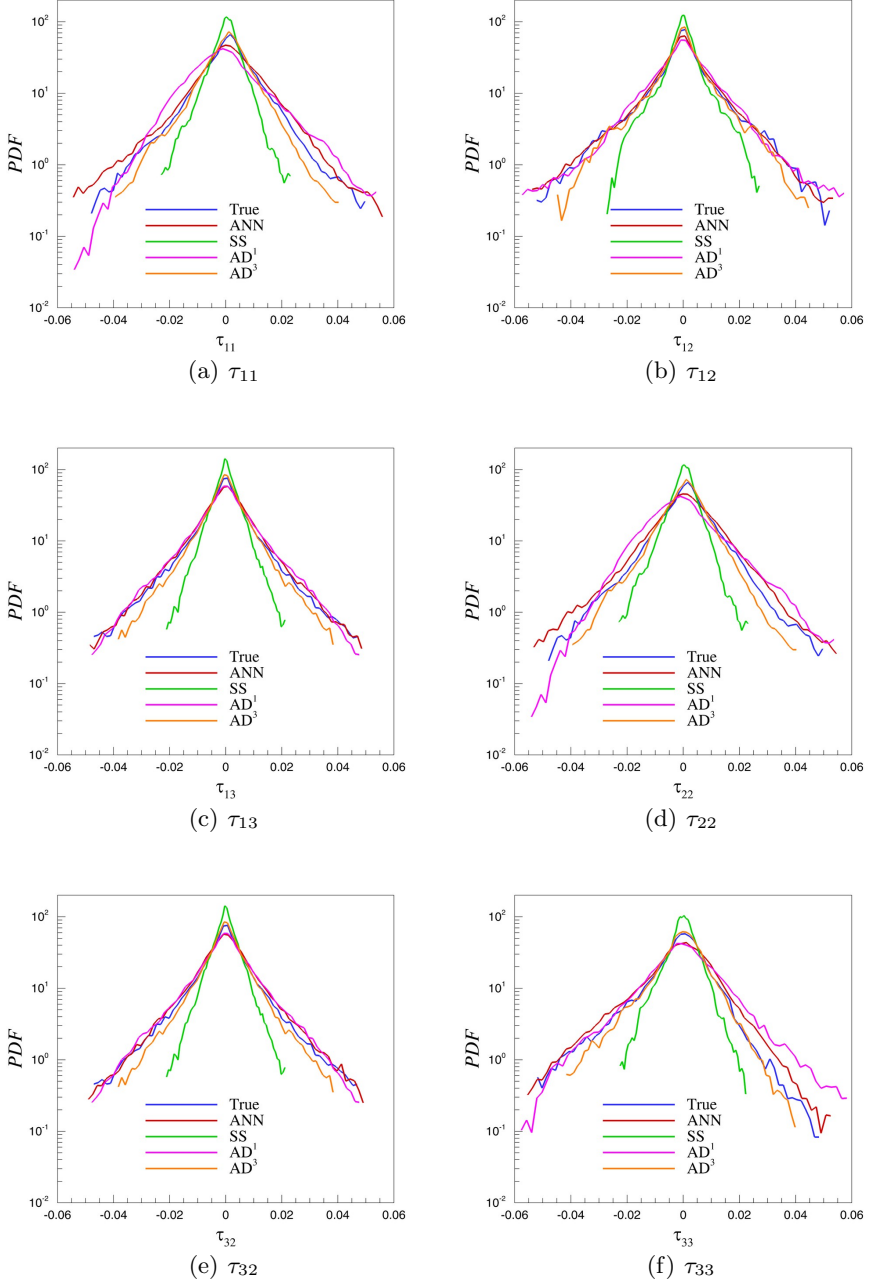 10²
10¹
10⁰
10⁻¹
10⁻²
PDF
-0.06 -0.04 -0.02 0 0.02 0.04 0.06
τ₁₁
True
ANN
SS
AD¹
AD³
(a) τ₁₁
10²
10¹
10⁰
10⁻¹
10⁻²
PDF
-0.06 -0.04 -0.02 0 0.02 0.04 0.06
τ₁₂
True
ANN
SS
AD¹
AD³
(b) τ₁₂
10²
10¹
10⁰
10⁻¹
10⁻²
PDF
-0.06 -0.04 -0.02 0 0.02 0.04 0.06
τ₁₃
True
ANN
SS
AD¹
AD³
(c) τ₁₃
10²
10¹
10⁰
10⁻¹
10⁻²
PDF
-0.06 -0.04 -0.02 0 0.02 0.04 0.06
τ₂₂
True
ANN
SS
AD¹
AD³
(d) τ₂₂
10²
10¹
10⁰
10⁻¹
10⁻²
PDF
-0.06 -0.04 -0.02 0 0.02 0.04 0.06
τ₃₂
True
ANN
SS
AD¹
AD³
(e) τ₃₂
10²
10¹
10⁰
10⁻¹
10⁻²
PDF
-0.06 -0.04 -0.02 0 0.02 0.04 0.06
τ₃₃
True
ANN
SS
AD¹
AD³
(f) τ₃₃